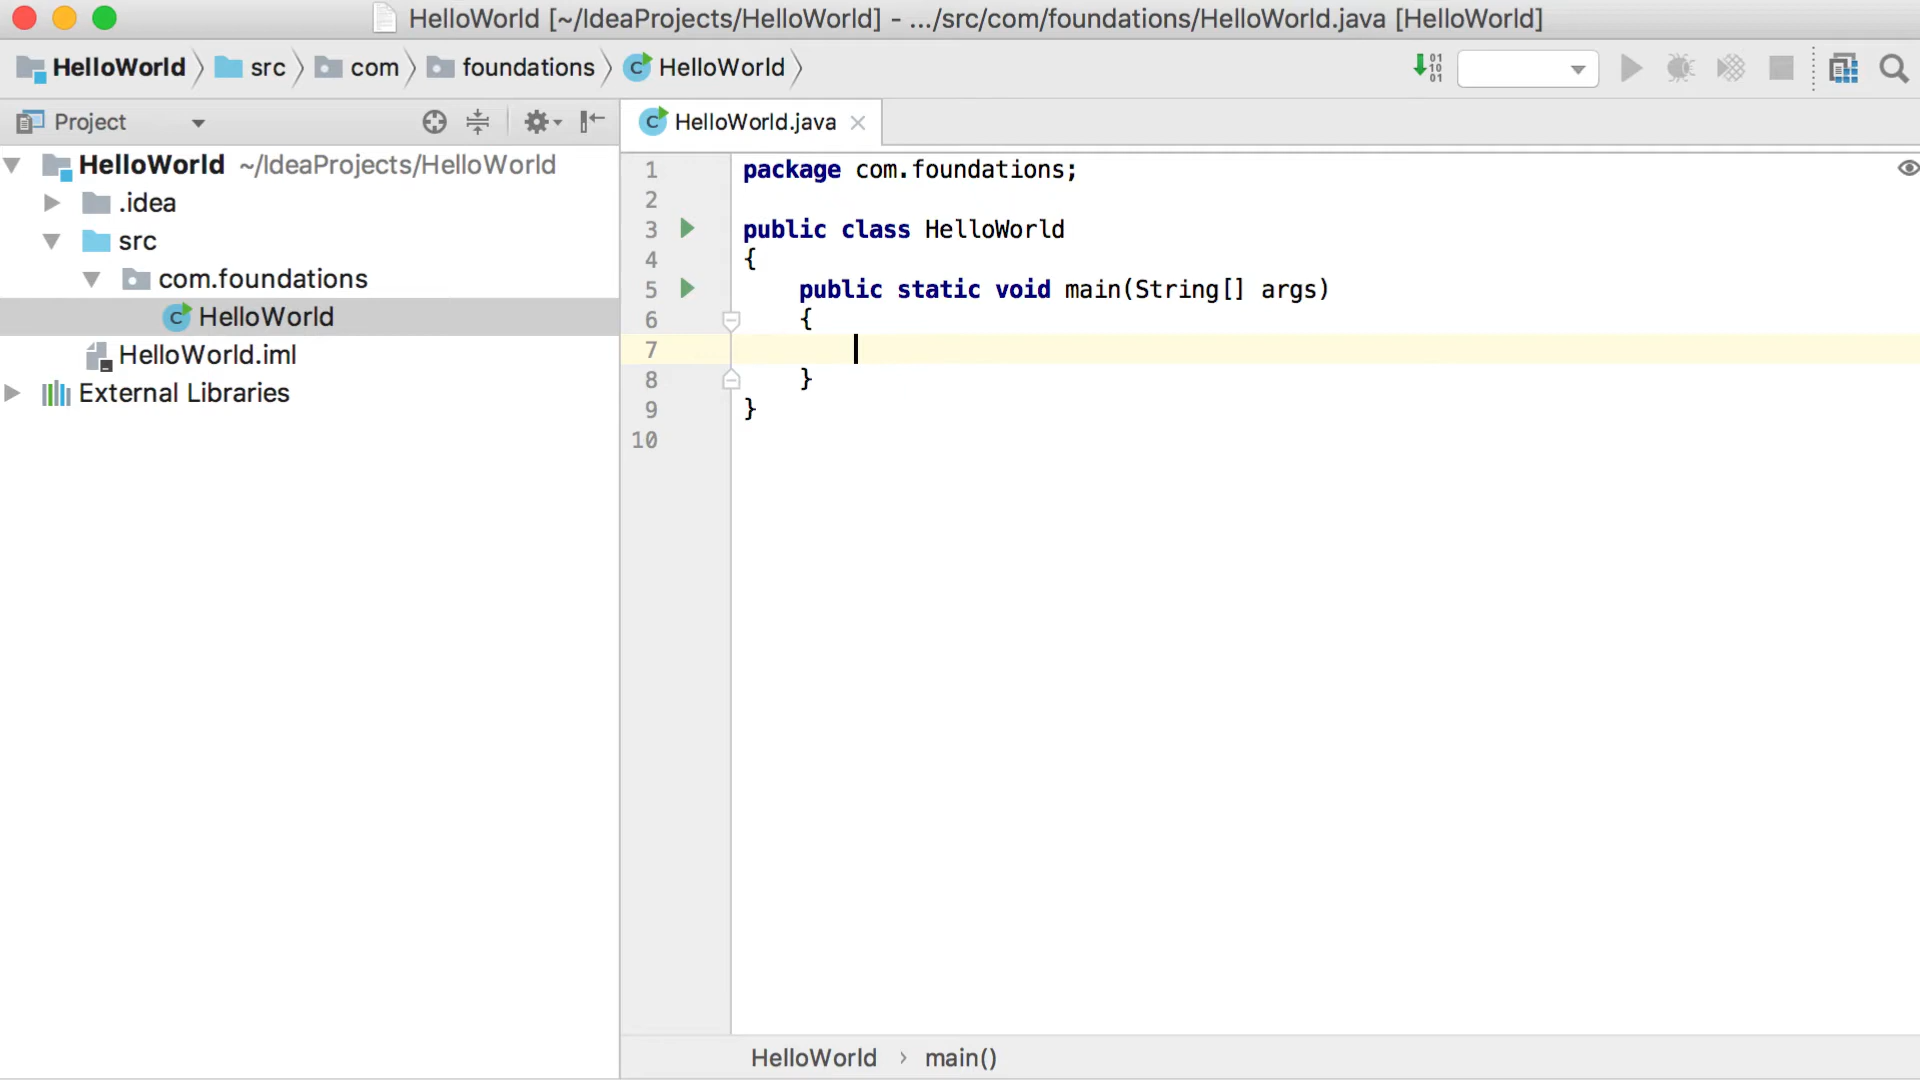 HelloWorld [~/IdeaProjects/HelloWorld] - .../src/com/foundations/HelloWorld.java [HelloWorld]
HelloWorld src com foundations HelloWorld
Project
HelloWorld ~/IdeaProjects/HelloWorld
.idea
src
com.foundations
HelloWorld
HelloWorld.iml
External Libraries
HelloWorld.java
1 package com.foundations;
2
3 public class HelloWorld
4 {
5 public static void main(String[] args)
6 {
7
8 }
9 }
10
HelloWorld › main()